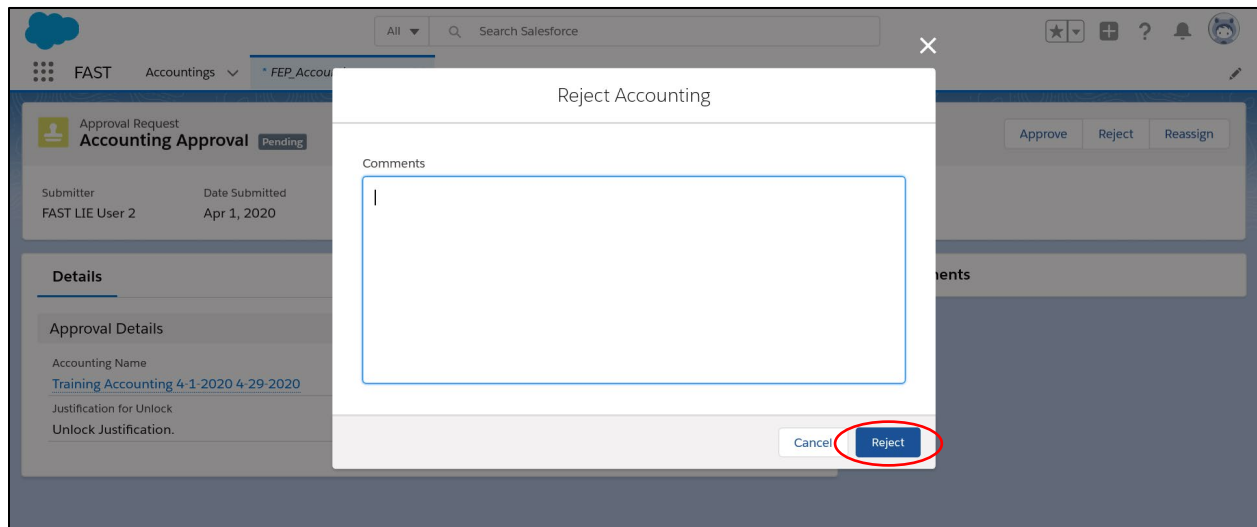 All
Search Salesforce
FAST
Accountings
* FEP_Accou
Reject Accounting
Approval Request
Accounting Approval Pending
Approve Reject Reassign
Comments
Submitter Date Submitted
FAST LIE User 2 Apr 1, 2020
Details
ents
Approval Details
Accounting Name
Training Accounting 4-1-2020 4-29-2020
Justification for Unlock
Unlock Justification.
Cancel Reject